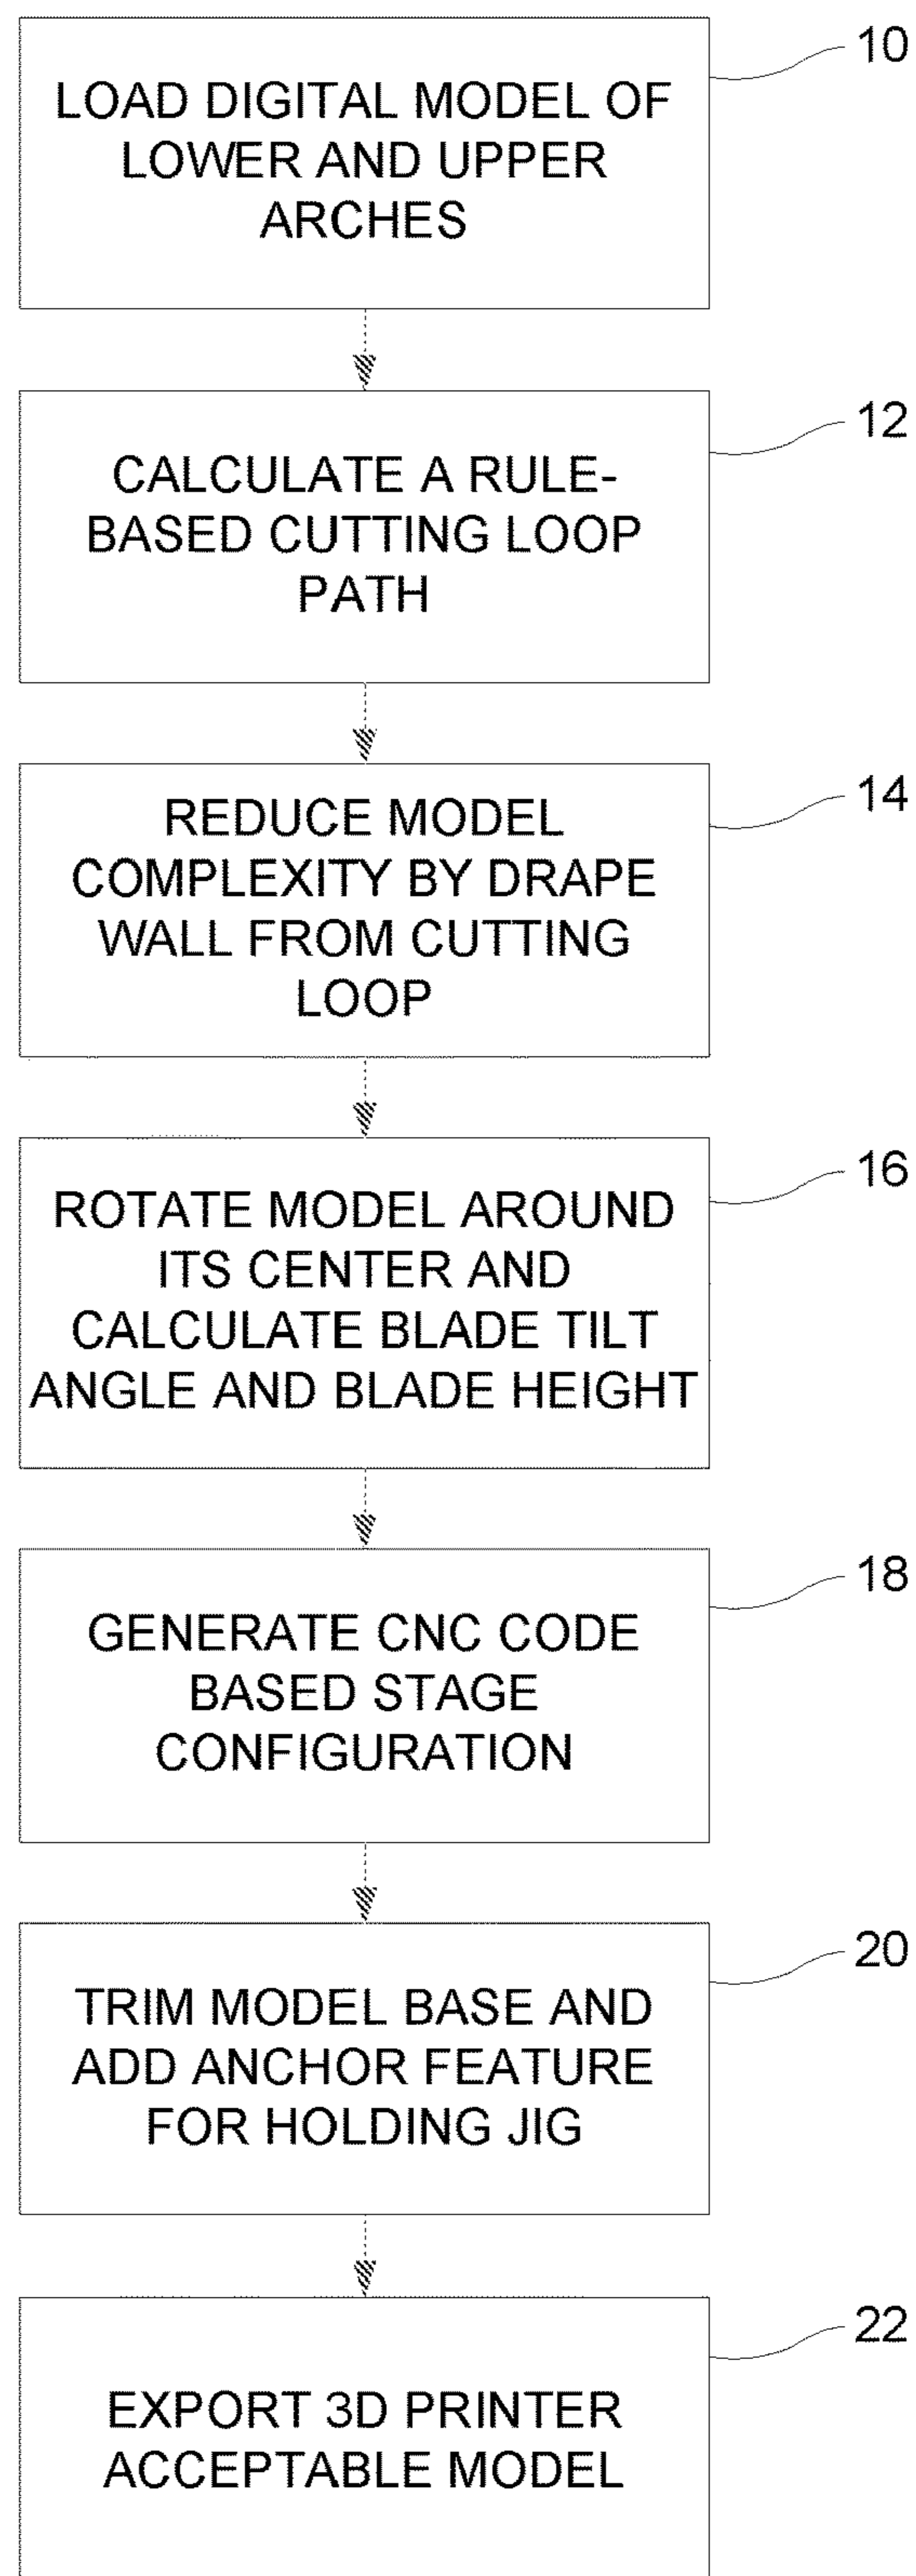 10
LOAD DIGITAL MODEL OF
LOWER AND UPPER
ARCHES
12
CALCULATE A RULE-
BASED CUTTING LOOP
PATH
14
REDUCE MODEL
COMPLEXITY BY DRAPE
WALL FROM CUTTING
LOOP
16
ROTATE MODEL AROUND
ITS CENTER AND
CALCULATE BLADE TILT
ANGLE AND BLADE HEIGHT
18
GENERATE CNC CODE
BASED STAGE
CONFIGURATION
20
TRIM MODEL BASE AND
ADD ANCHOR FEATURE
FOR HOLDING JIG
22
EXPORT 3D PRINTER
ACCEPTABLE MODEL